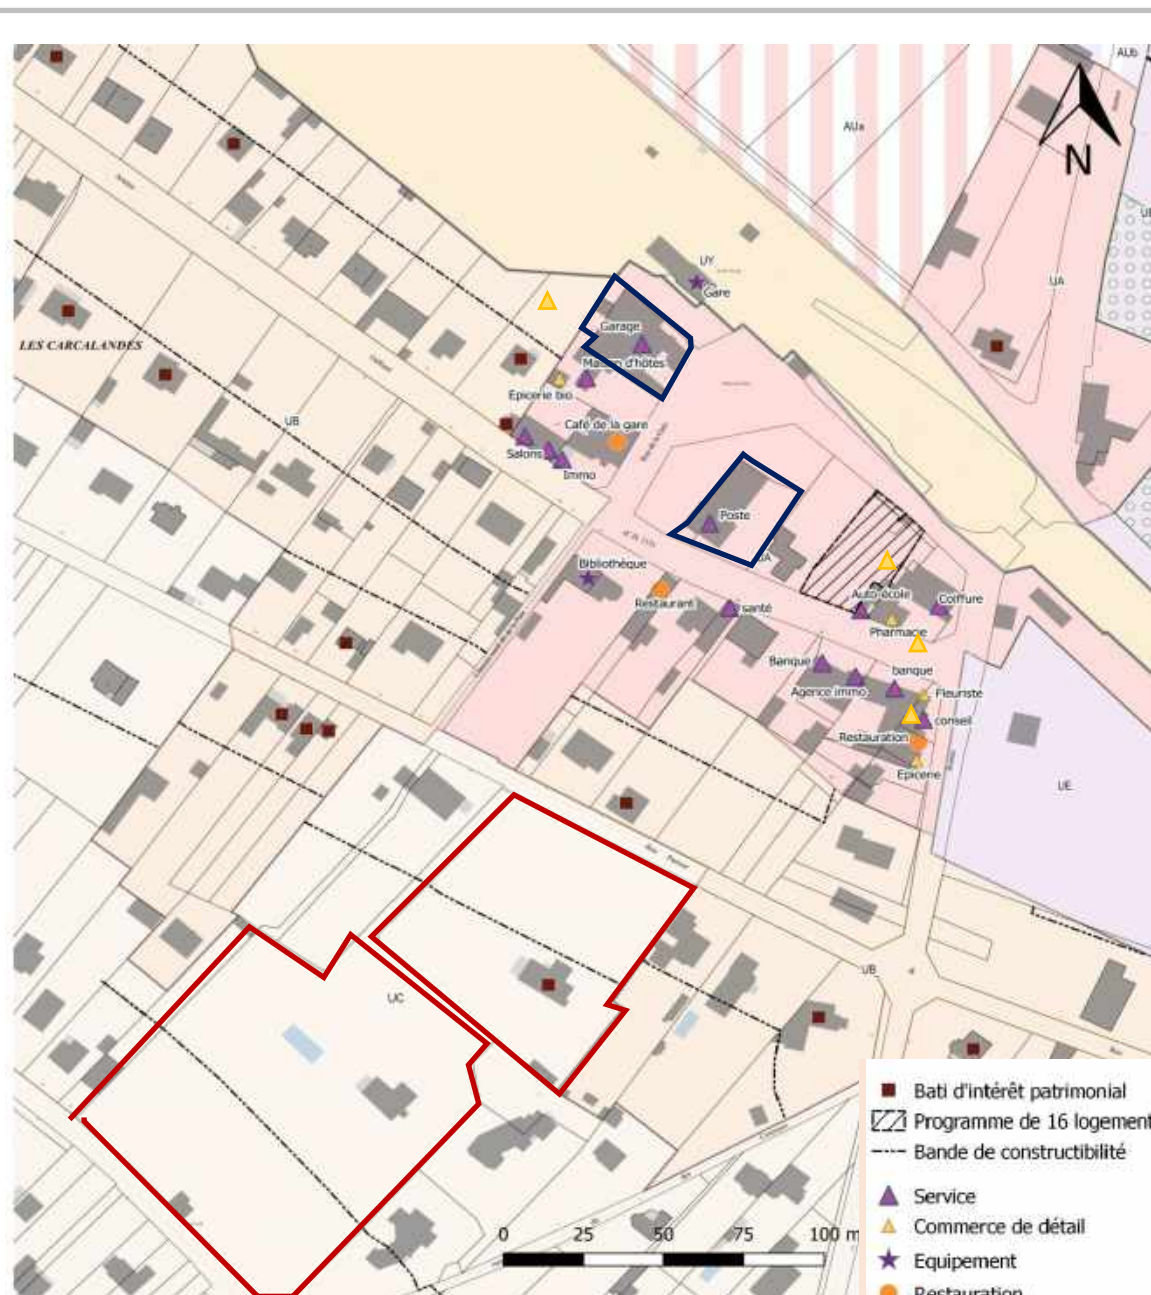 AUb
AUa
N
UE
UY
Gare
UA
Garage
LES CARCALANDES
Maison d'hôtes
Epicerie bio
UB
Café de la gare
Salons
Immo
Poste
UA
Bibliothèque
Restaurant
santé
Auto-école
Coiffure
Pharmacie
Banque
banque
Agence immo
Fleuriste
conseil
Restauration
Epicerie
UE
UB
UC
Bati d'intérêt patrimonial
Programme de 16 logement
Bande de constructibilité
Service
Commerce de détail
Equipement
Restauration
0 25 50 75 100 m